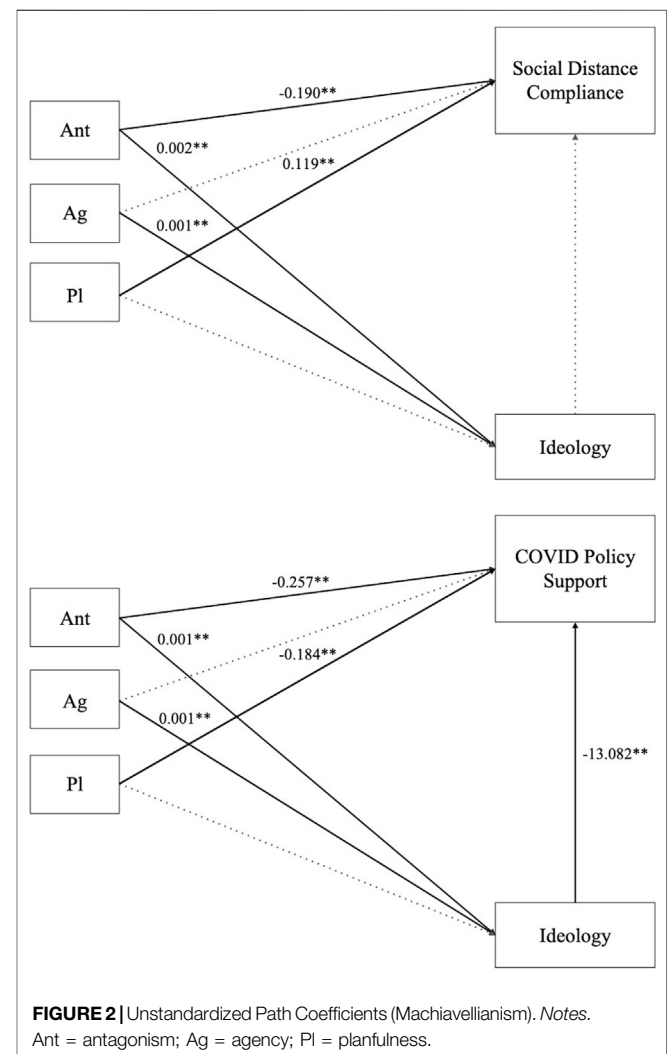 Social Distance
Compliance
-0.190**
Ant
0.002**
0.119**
Ag
0.001**
Pl
Ideology
COVID Policy
Support
-0.257**
Ant
0.001**
-0.184**
Ag
0.001**
-13.082**
Pl
Ideology
FIGURE 2 | Unstandardized Path Coefficients (Machiavellianism). Notes.
Ant = antagonism; Ag = agency; Pl = planfulness.